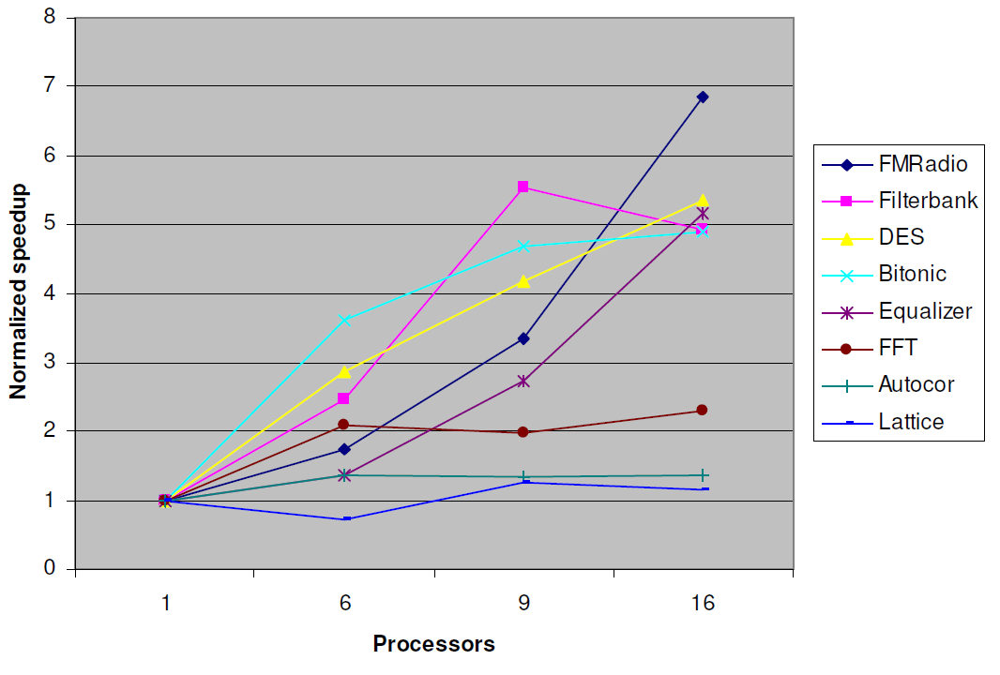 8
7
6
5
4
3
2
1
0
Normalized speedup
1 6 9 16
Processors
FMRadio
Filterbank
DES
Bitonic
Equalizer
FFT
Autocor
Lattice